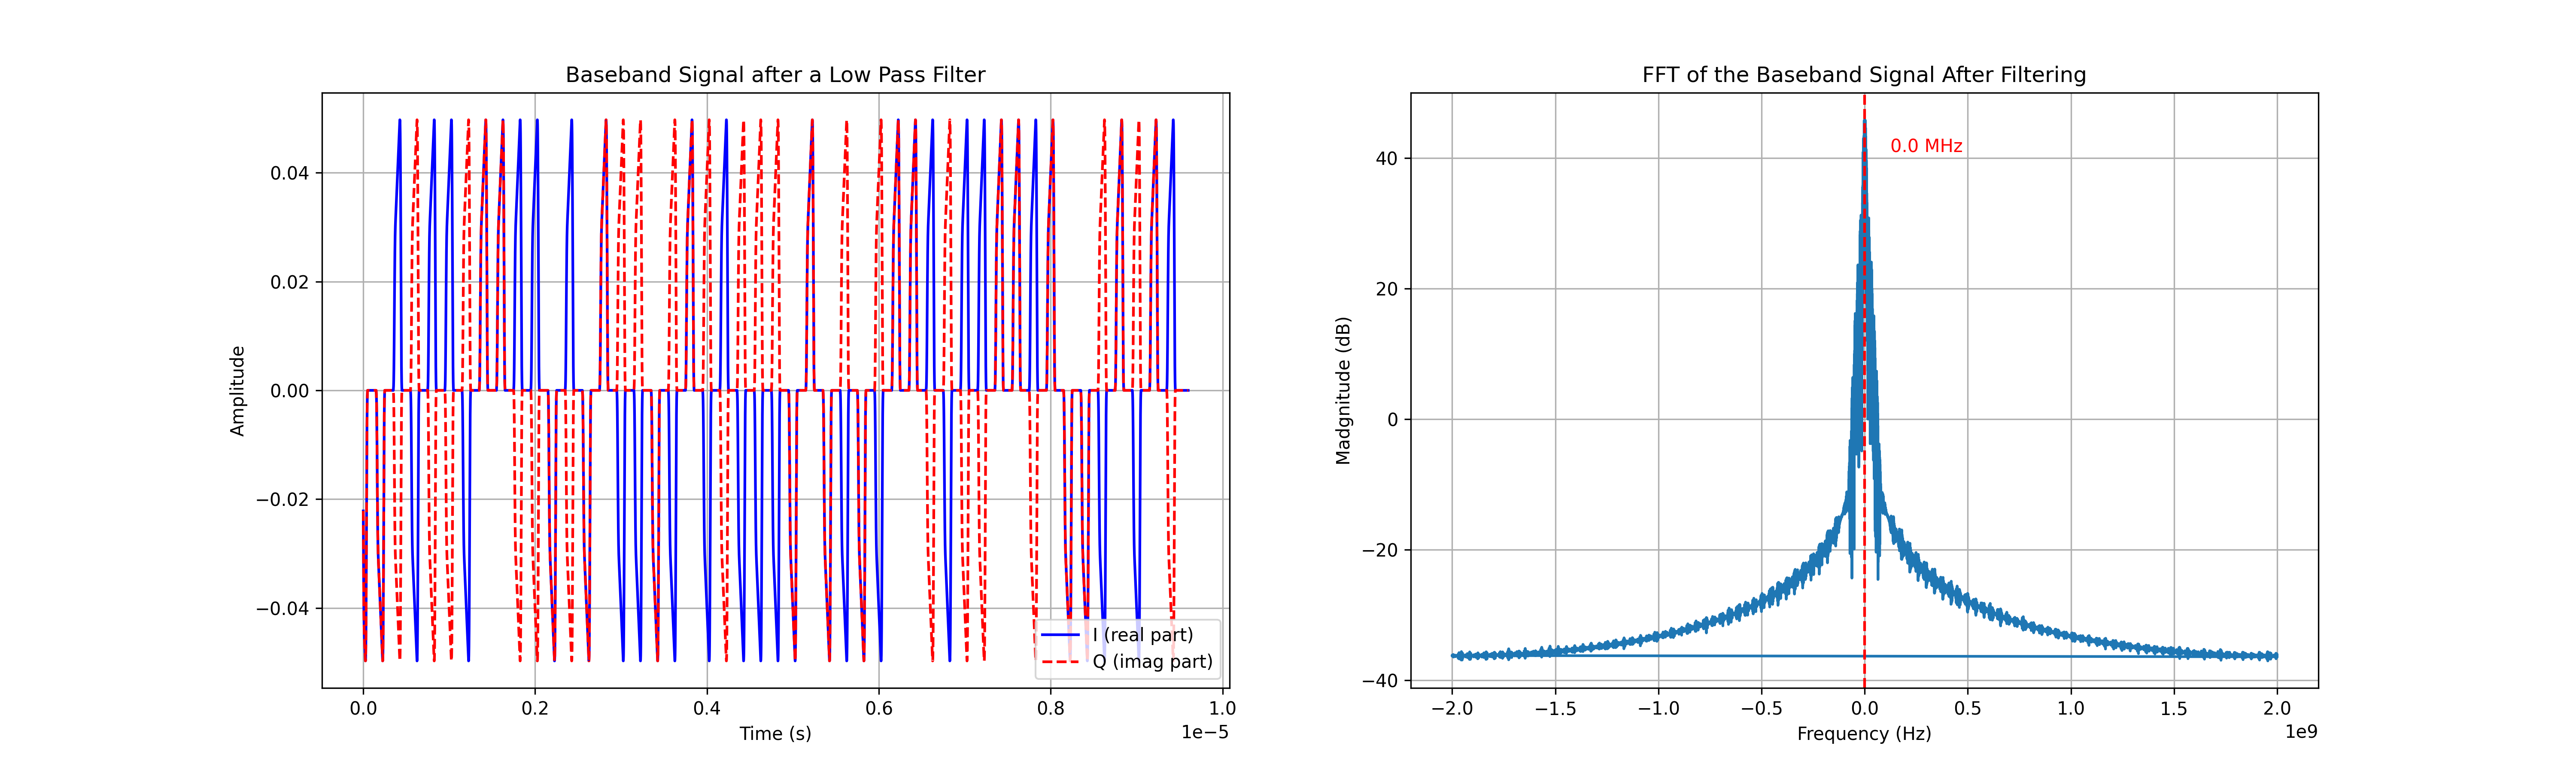 Baseband Signal after a Low Pass Filter
Amplitude
0.04
0.02
0.00
−0.02
−0.04
0.0
0.2
0.4
0.6
0.8
1.0
1e−5
Time (s)
I (real part)
Q (imag part)
FFT of the Baseband Signal After Filtering
Madgnitude (dB)
40
20
0
−20
−40
0.0 MHz
−2.0
−1.5
−1.0
−0.5
0.0
0.5
1.0
1.5
2.0
1e9
Frequency (Hz)